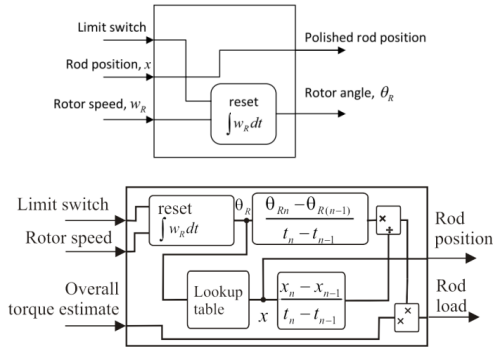 Limit switch
Polished rod position
Rod position, x
Rotor speed, w_R
reset
∫ w_R dt
Rotor angle, θ_R
Limit switch
Rotor speed
Overall
torque estimate
reset
∫ w_R dt
θ_R
θ_Rn − θ_R(n−1)
t_n − t_n−1
×
÷
Lookup
table
x
x_n − x_n−1
t_n − t_n−1
×
×
Rod
position
Rod
load